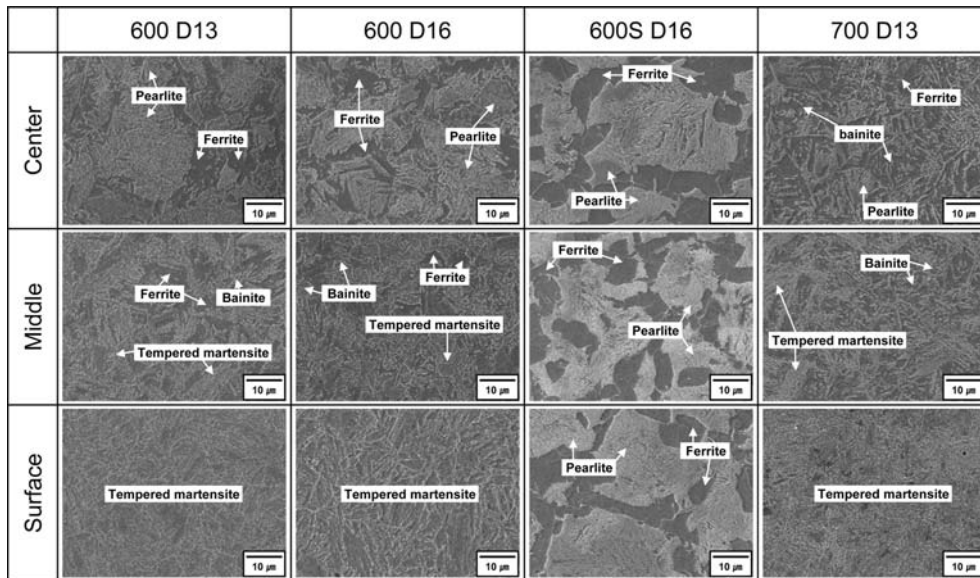 600 D13
600 D16
600S D16
700 D13
Center
Pearlite
Ferrite
10 μm
Ferrite
Pearlite
10 μm
Ferrite
Pearlite
10 μm
Ferrite
bainite
Pearlite
10 μm
Middle
Ferrite
Bainite
Tempered martensite
10 μm
Bainite
Ferrite
Tempered martensite
10 μm
Ferrite
Pearlite
10 μm
Bainite
Tempered martensite
10 μm
Surface
Tempered martensite
10 μm
Tempered martensite
10 μm
Pearlite
Ferrite
10 μm
Tempered martensite
10 μm